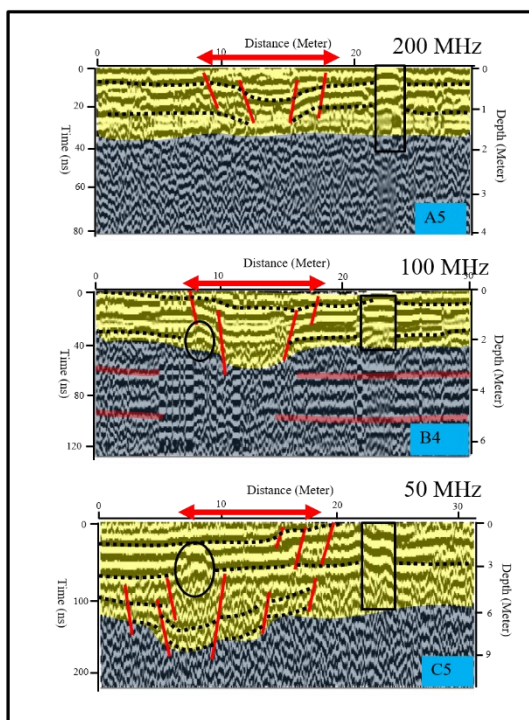 Distance (Meter) 200 MHz
0 10 20
Time (ns)
0
20
40
60
80
Depth (Meter)
0
1
2
3
4
A5
Distance (Meter) 100 MHz
0 10 20 30
Time (ns)
0
40
80
120
Depth (Meter)
0
2
4
6
B4
Distance (Meter) 50 MHz
0 10 20 30
Time (ns)
0
100
200
Depth (Meter)
0
3
6
9
C5